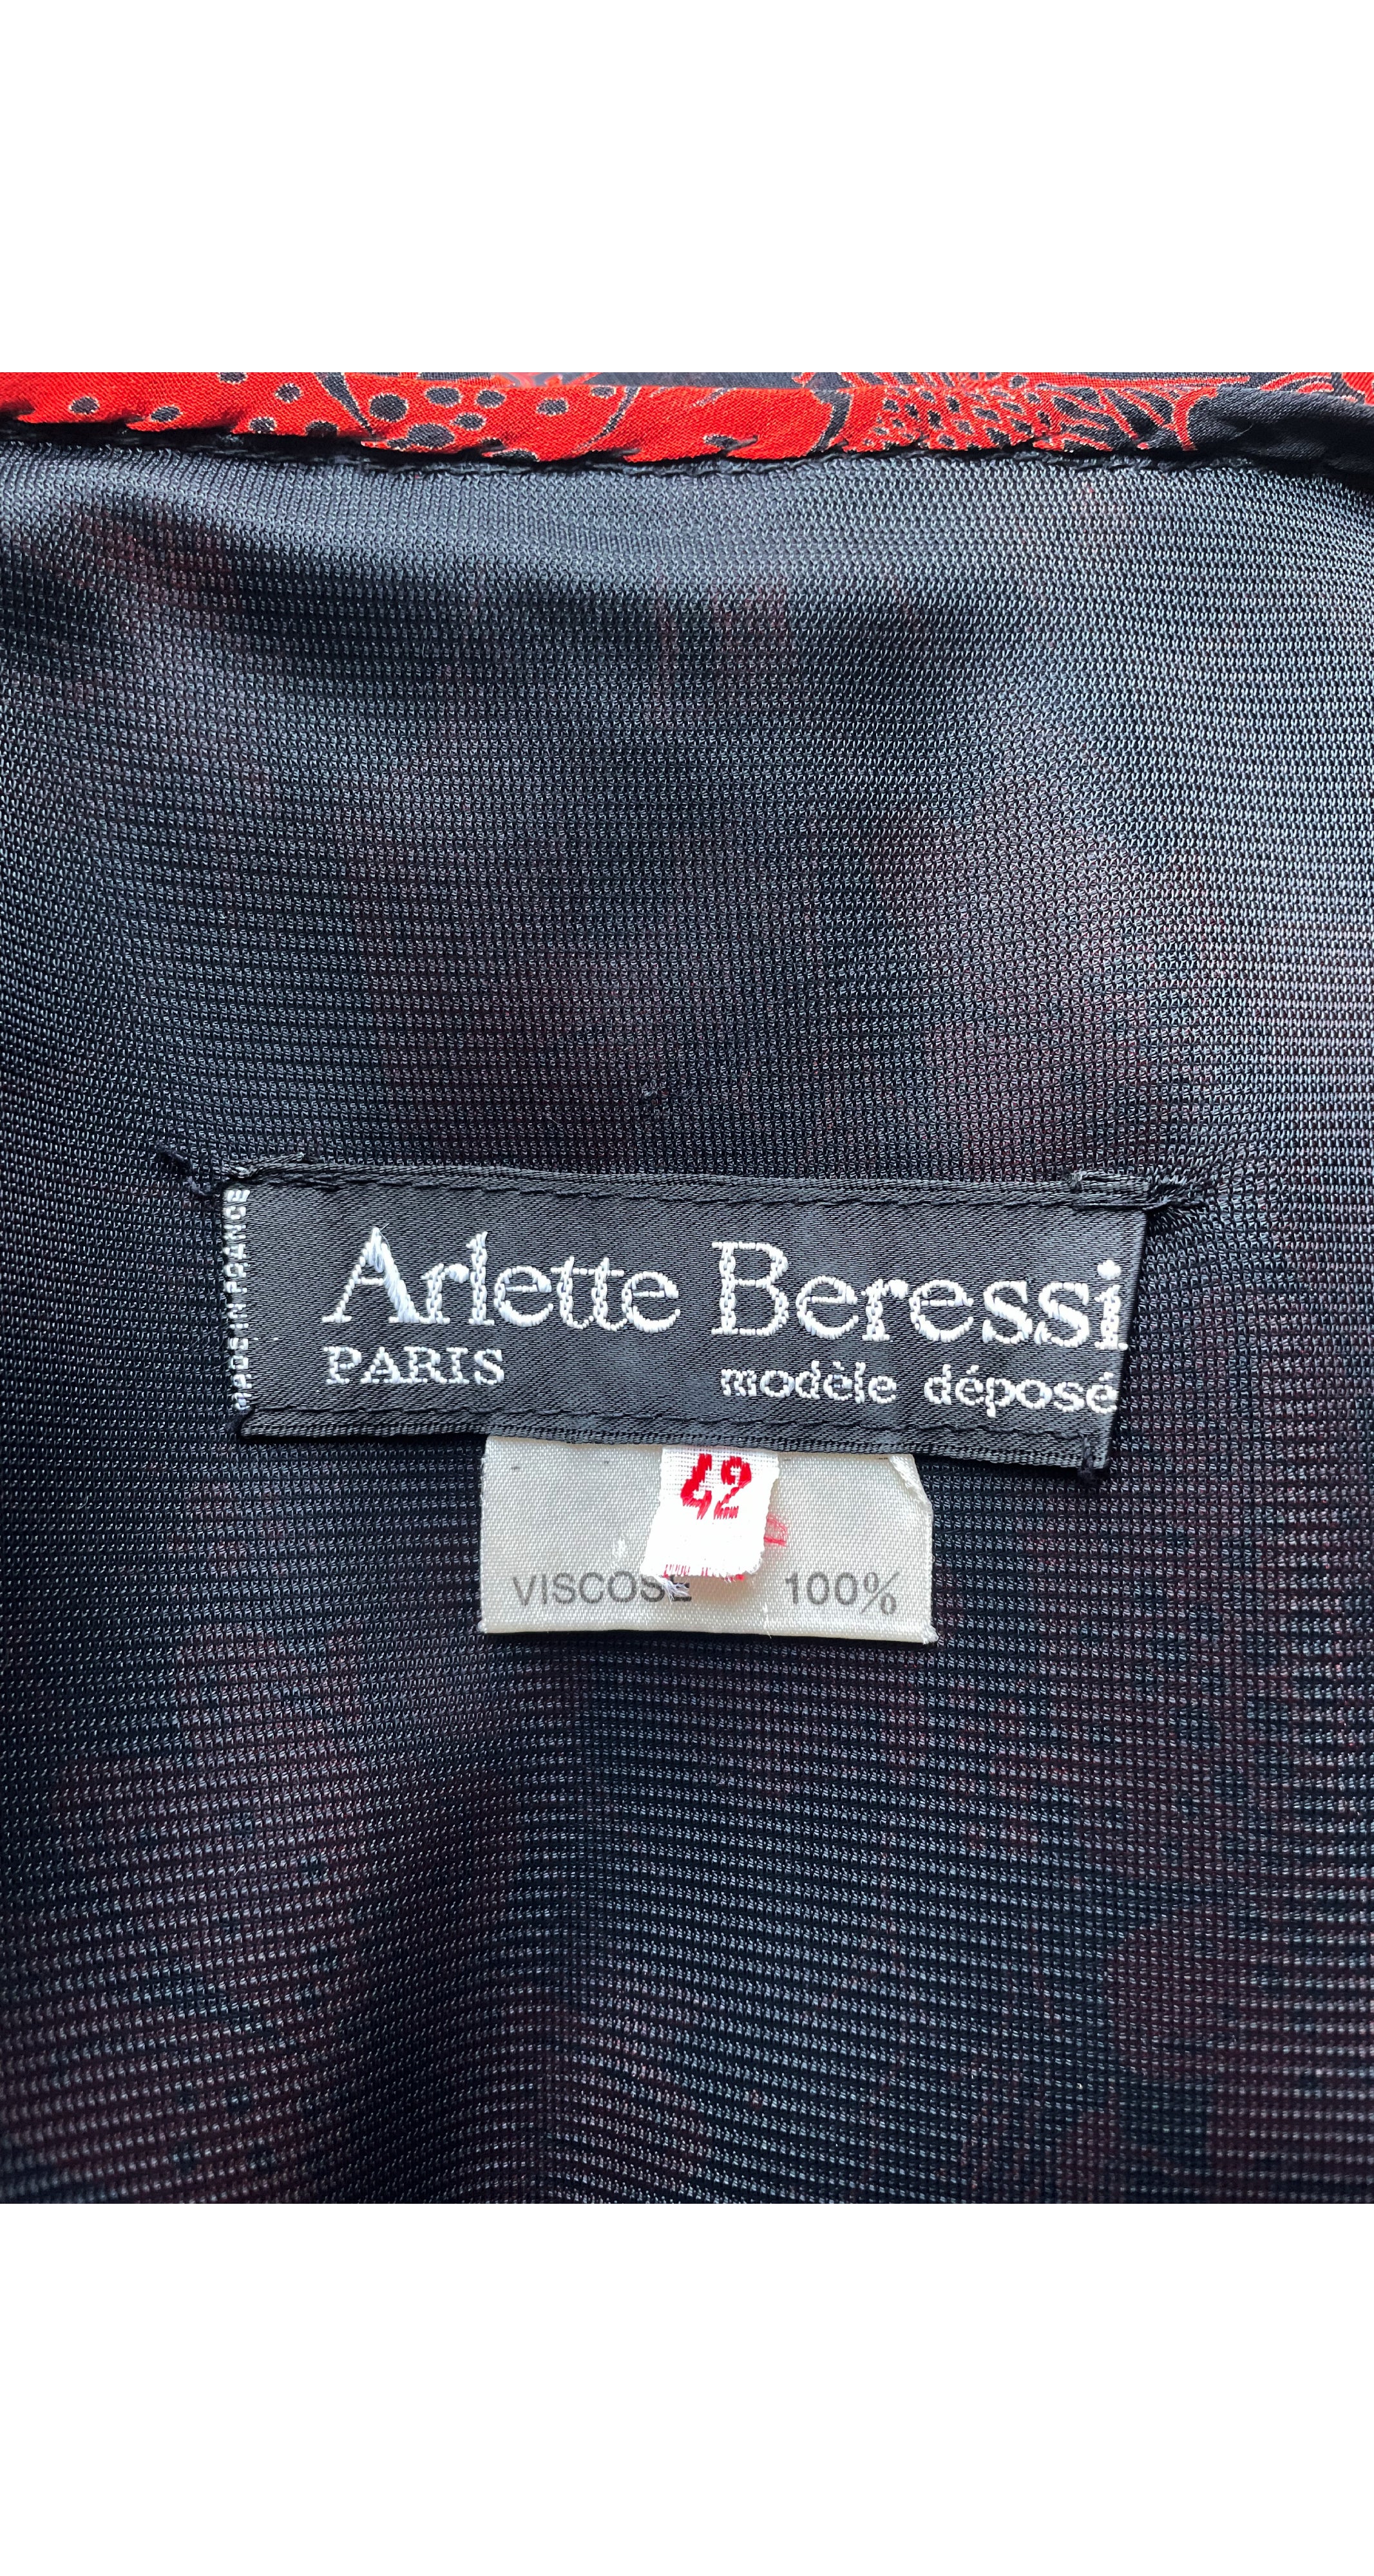 MADE IN FRANCE
Arlette Beressi
PARIS modèle déposé
42
VISCOSE 100%